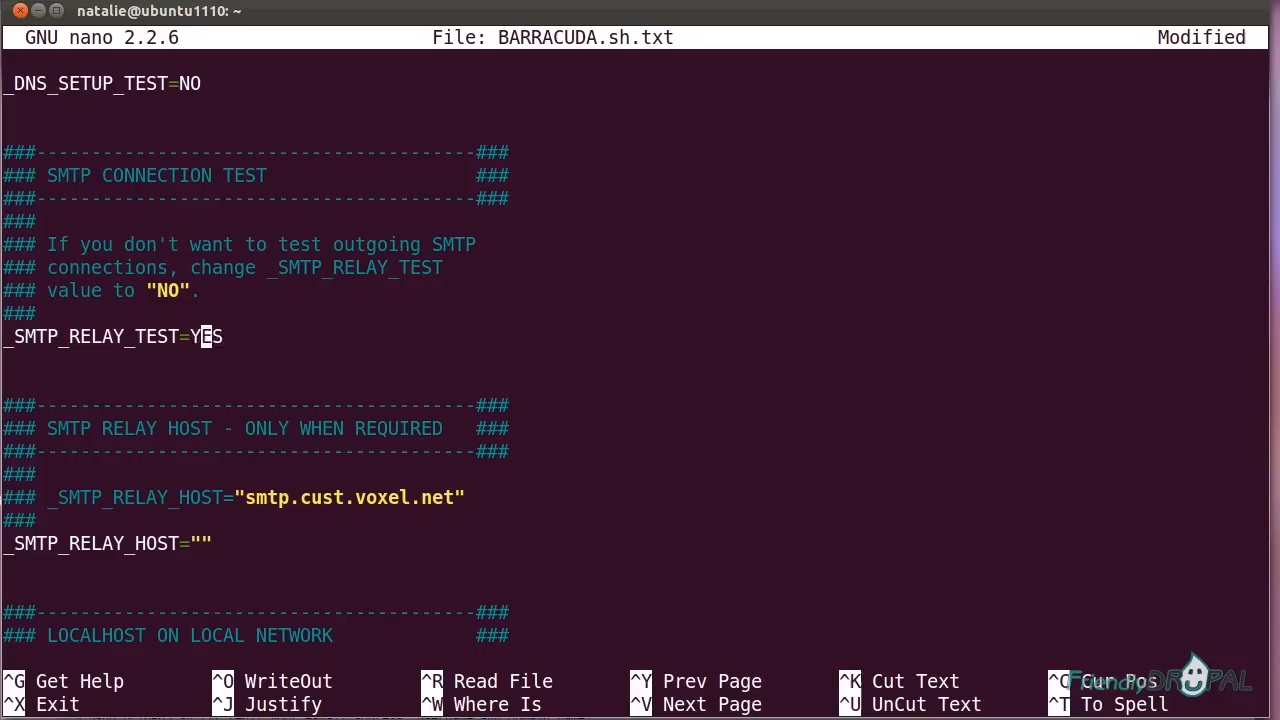 natalie@ubuntu1110: ~
GNU nano 2.2.6 File: BARRACUDA.sh.txt Modified
_DNS_SETUP_TEST=NO
###----------------------------------------###
### SMTP CONNECTION TEST ###
###----------------------------------------###
###
### If you don't want to test outgoing SMTP
### connections, change _SMTP_RELAY_TEST
### value to "NO".
###
_SMTP_RELAY_TEST=YES
###----------------------------------------###
### SMTP RELAY HOST - ONLY WHEN REQUIRED ###
###----------------------------------------###
###
### _SMTP_RELAY_HOST="smtp.cust.voxel.net"
###
_SMTP_RELAY_HOST=""
###----------------------------------------###
### LOCALHOST ON LOCAL NETWORK ###
^G Get Help ^O WriteOut ^R Read File ^Y Prev Page ^K Cut Text ^C Cur Pos
^X Exit ^J Justify ^W Where Is ^V Next Page ^U UnCut Text ^T To Spell
Friendly DRUPAL